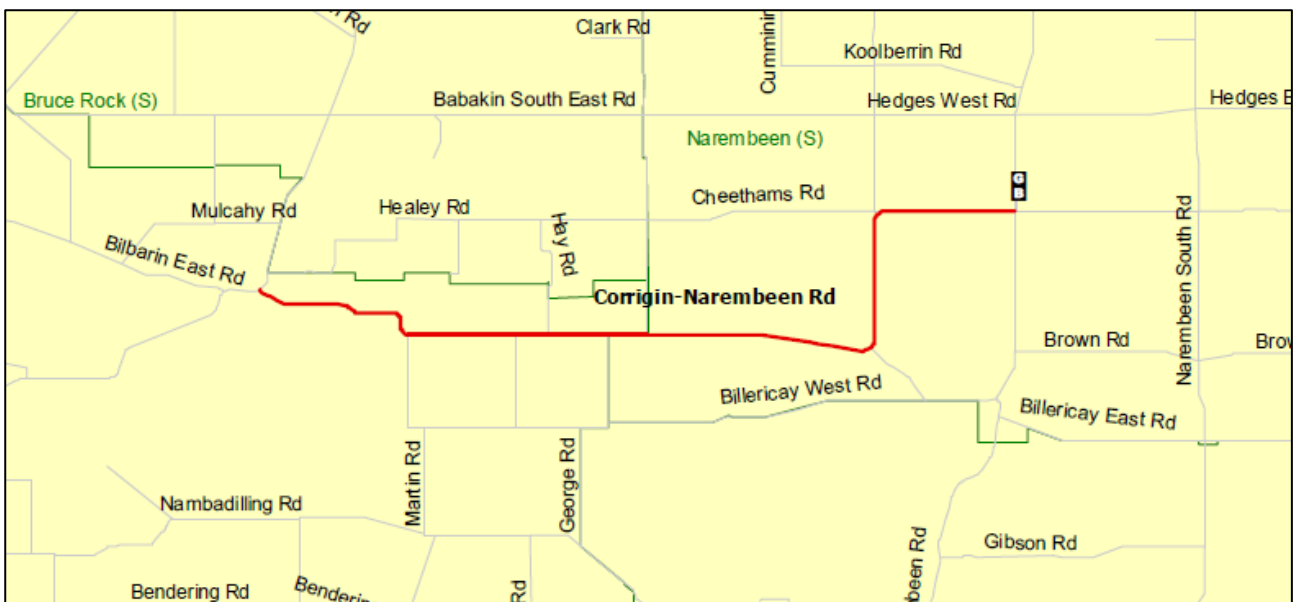 Rd
Clark Rd
Koolberrin Rd
Bruce Rock (S)
Babakin South East Rd
Hedges West Rd
Narembeen (S)
Cheethams Rd
G
B
Mulcahy Rd
Healey Rd
Hay Rd
Narembeen South Rd
Bilbarin East Rd
Corrigin-Narembeen Rd
Brown Rd
Billericay West Rd
Billericay East Rd
Martin Rd
George Rd
Nambadilling Rd
Gibson Rd
Bendering Rd
Rd